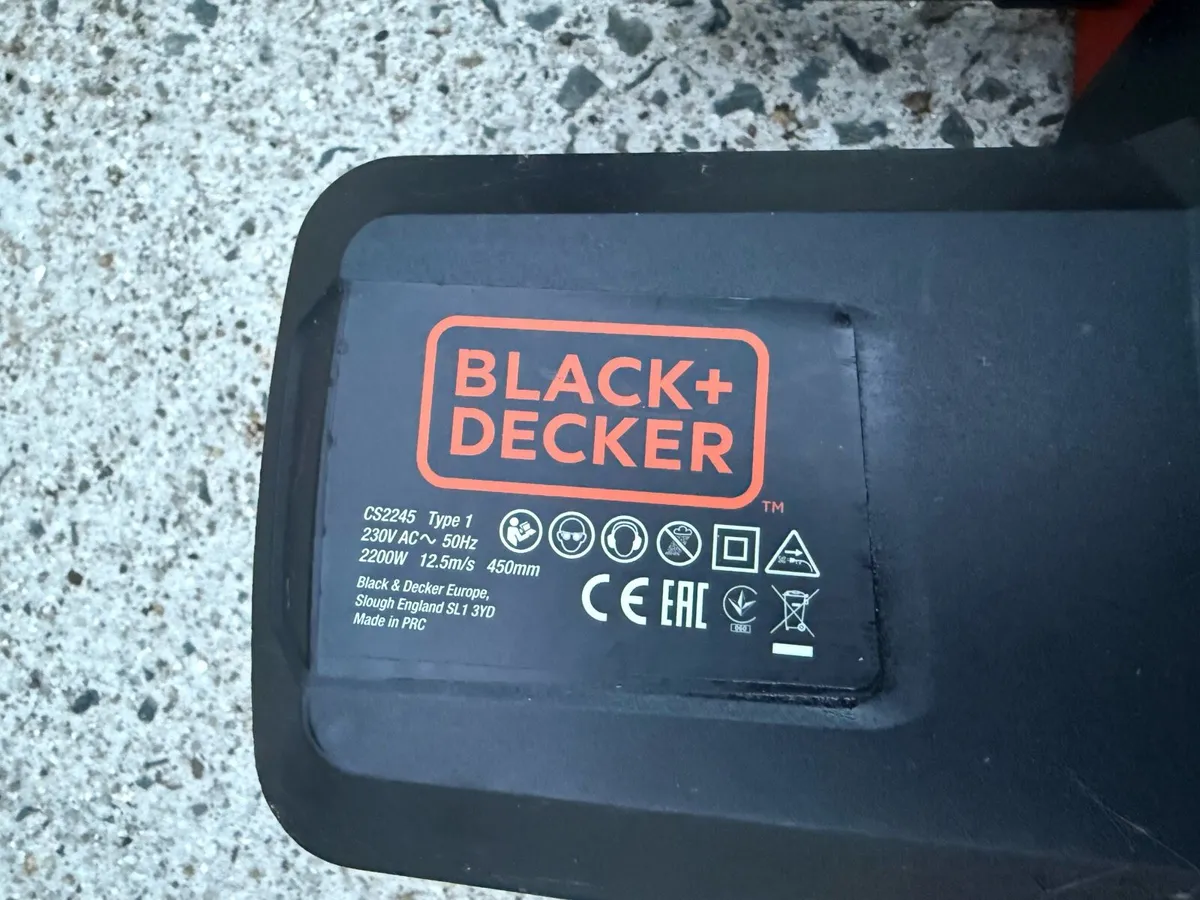 BLACK+
DECKER
TM
CS2245 Type 1
230V AC~ 50Hz
2200W 12.5m/s 450mm
Black & Decker Europe,
Slough England SL1 3YD
Made in PRC
CE EAC
060